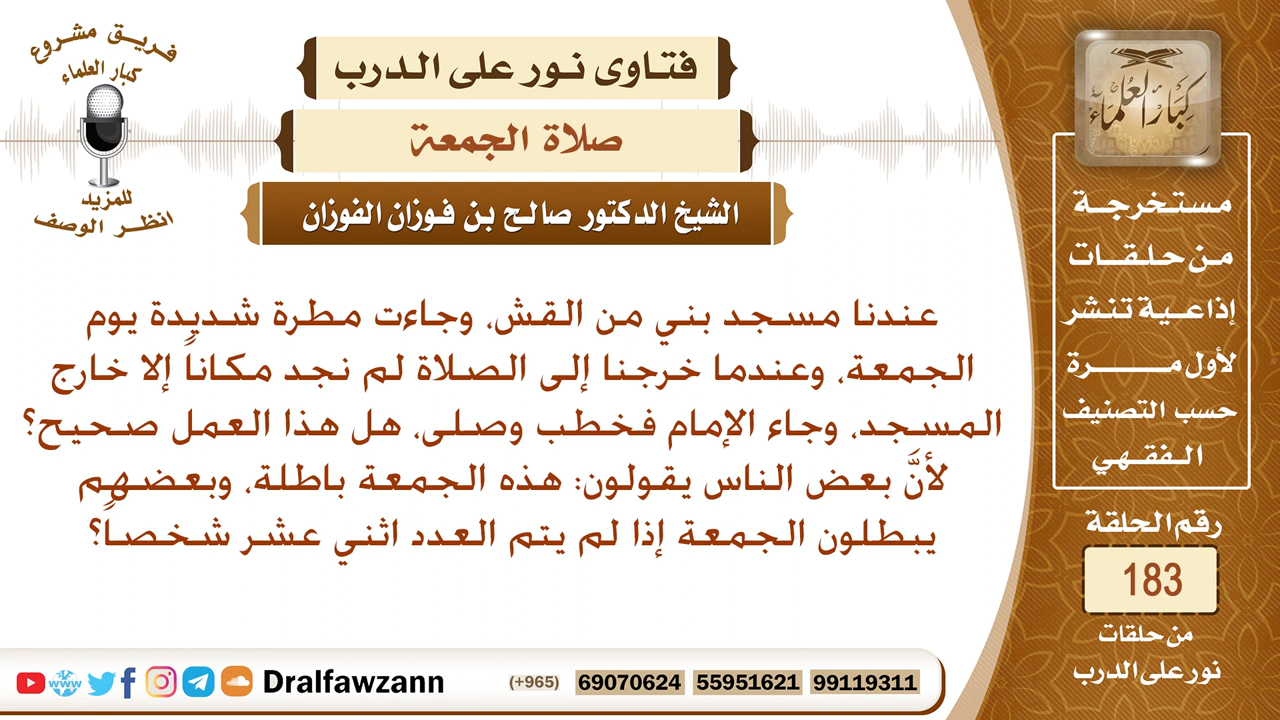 فريق مشروع
كبار العلماء
للمزيد
انظر الوصف
فتاوى نور على الدرب
صلاة الجمعة
الشيخ الدكتور صالح بن فوزان الفوزان
عندنا مسجد بني من القش، وجاءت مطرة شديدة يوم
الجمعة، وعندما خرجنا إلى الصلاة لم نجد مكاناً إلا خارج
المسجد، وجاء الإمام فخطب وصلى، هل هذا العمل صحيح؟
لأنَّ بعض الناس يقولون: هذه الجمعة باطلة، وبعضهم
يبطلون الجمعة إذا لم يتم العدد اثني عشر شخصاً؟
كبار العلماء
مستخرجة
من حلقات
إذاعية تنشر
لأول مرة
حسب التصنيف
الفقهي
رقم الحلقة
183
من حلقات
نور على الدرب
www Dralfawzann (+965) 69070624 55951621 99119311